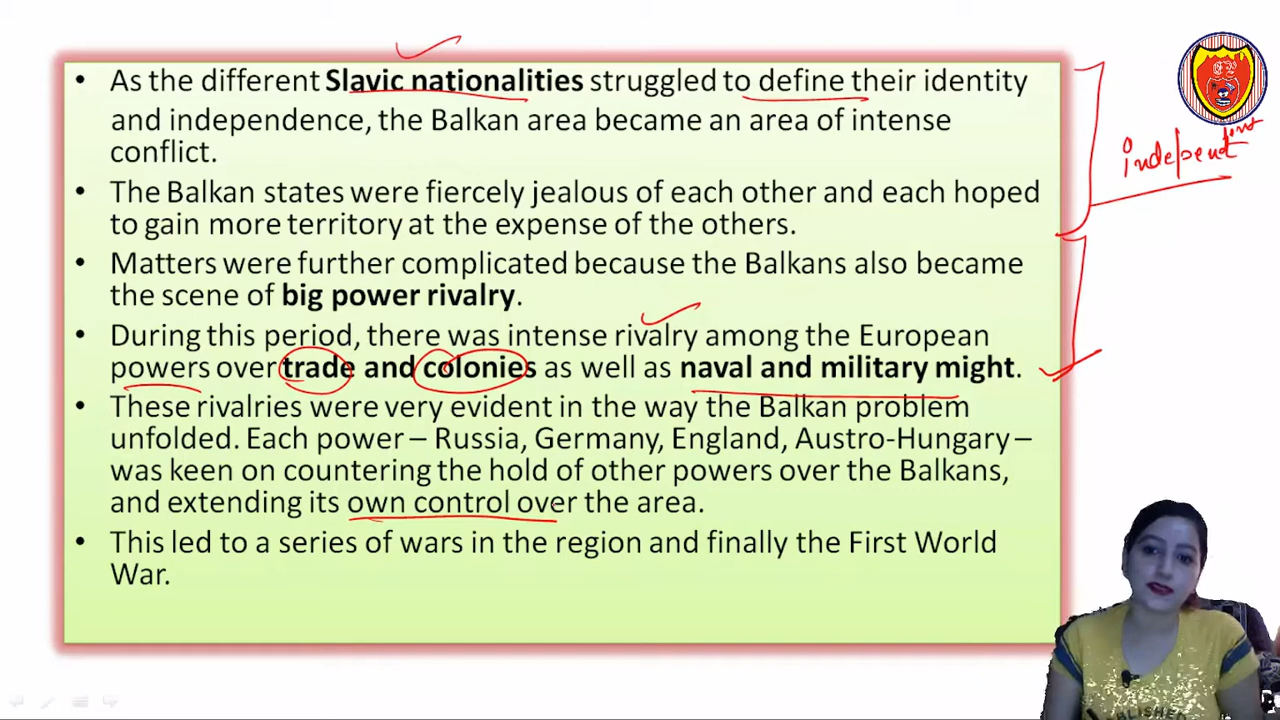 • As the different Slavic nationalities struggled to define their identity
and independence, the Balkan area became an area of intense
conflict.
• The Balkan states were fiercely jealous of each other and each hoped
to gain more territory at the expense of the others.
• Matters were further complicated because the Balkans also became
the scene of big power rivalry.
• During this period, there was intense rivalry among the European
powers over trade and colonies as well as naval and military might.
• These rivalries were very evident in the way the Balkan problem
unfolded. Each power – Russia, Germany, England, Austro-Hungary –
was keen on countering the hold of other powers over the Balkans,
and extending its own control over the area.
• This led to a series of wars in the region and finally the First World
War.
independent